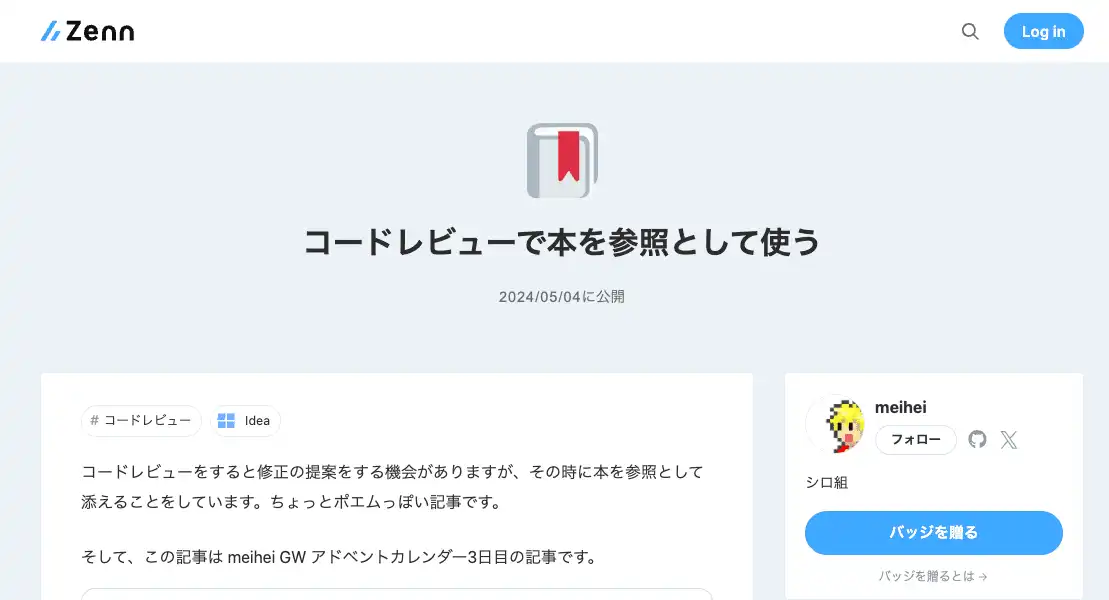 Zenn
Log in
コードレビューで本を参照として使う
2024/05/04に公開
# コードレビュー
Idea
コードレビューをすると修正の提案をする機会がありますが、その時に本を参照として
添えることをしています。ちょっとポエムっぽい記事です。
そして、この記事は meihei GW アドベントカレンダー3日目の記事です。
meihei
フォロー
シロ組
バッジを贈る
バッジを贈るとは →